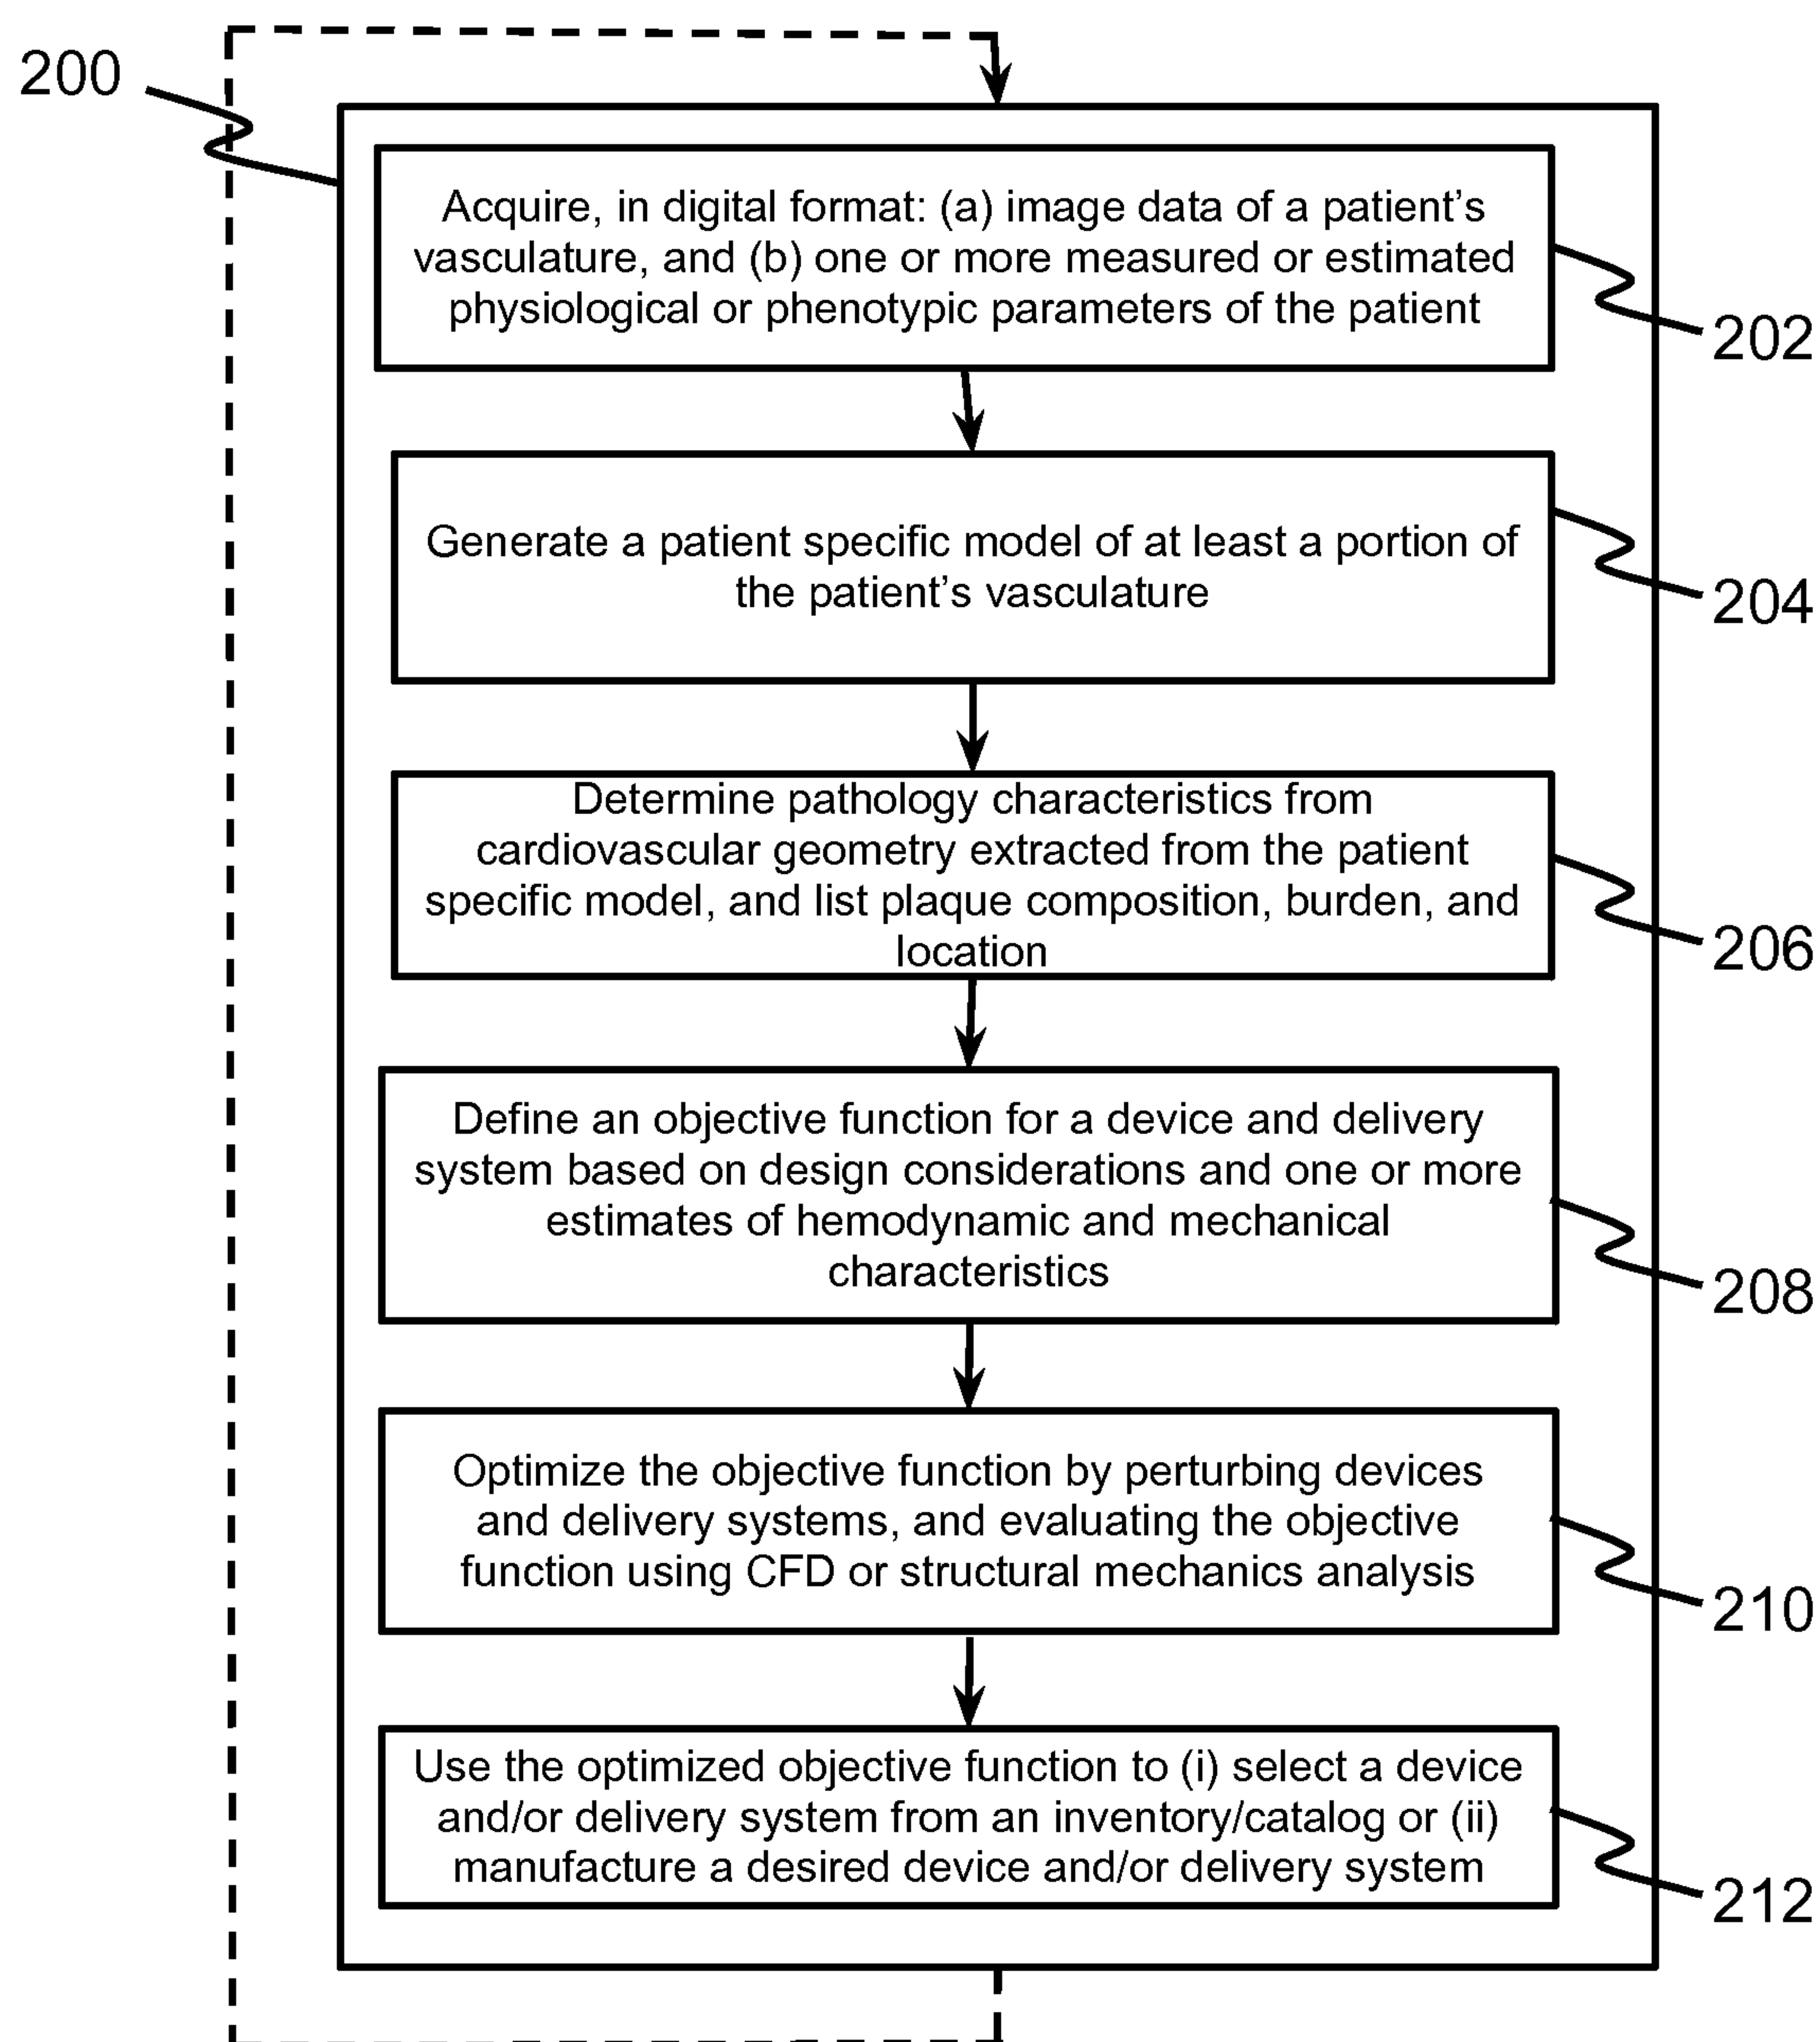 200
Acquire, in digital format: (a) image data of a patient’s
vasculature, and (b) one or more measured or estimated
physiological or phenotypic parameters of the patient
202
Generate a patient specific model of at least a portion of
the patient’s vasculature
204
Determine pathology characteristics from
cardiovascular geometry extracted from the patient
specific model, and list plaque composition, burden, and
location
206
Define an objective function for a device and delivery
system based on design considerations and one or more
estimates of hemodynamic and mechanical
characteristics
208
Optimize the objective function by perturbing devices
and delivery systems, and evaluating the objective
function using CFD or structural mechanics analysis
210
Use the optimized objective function to (i) select a device
and/or delivery system from an inventory/catalog or (ii)
manufacture a desired device and/or delivery system
212